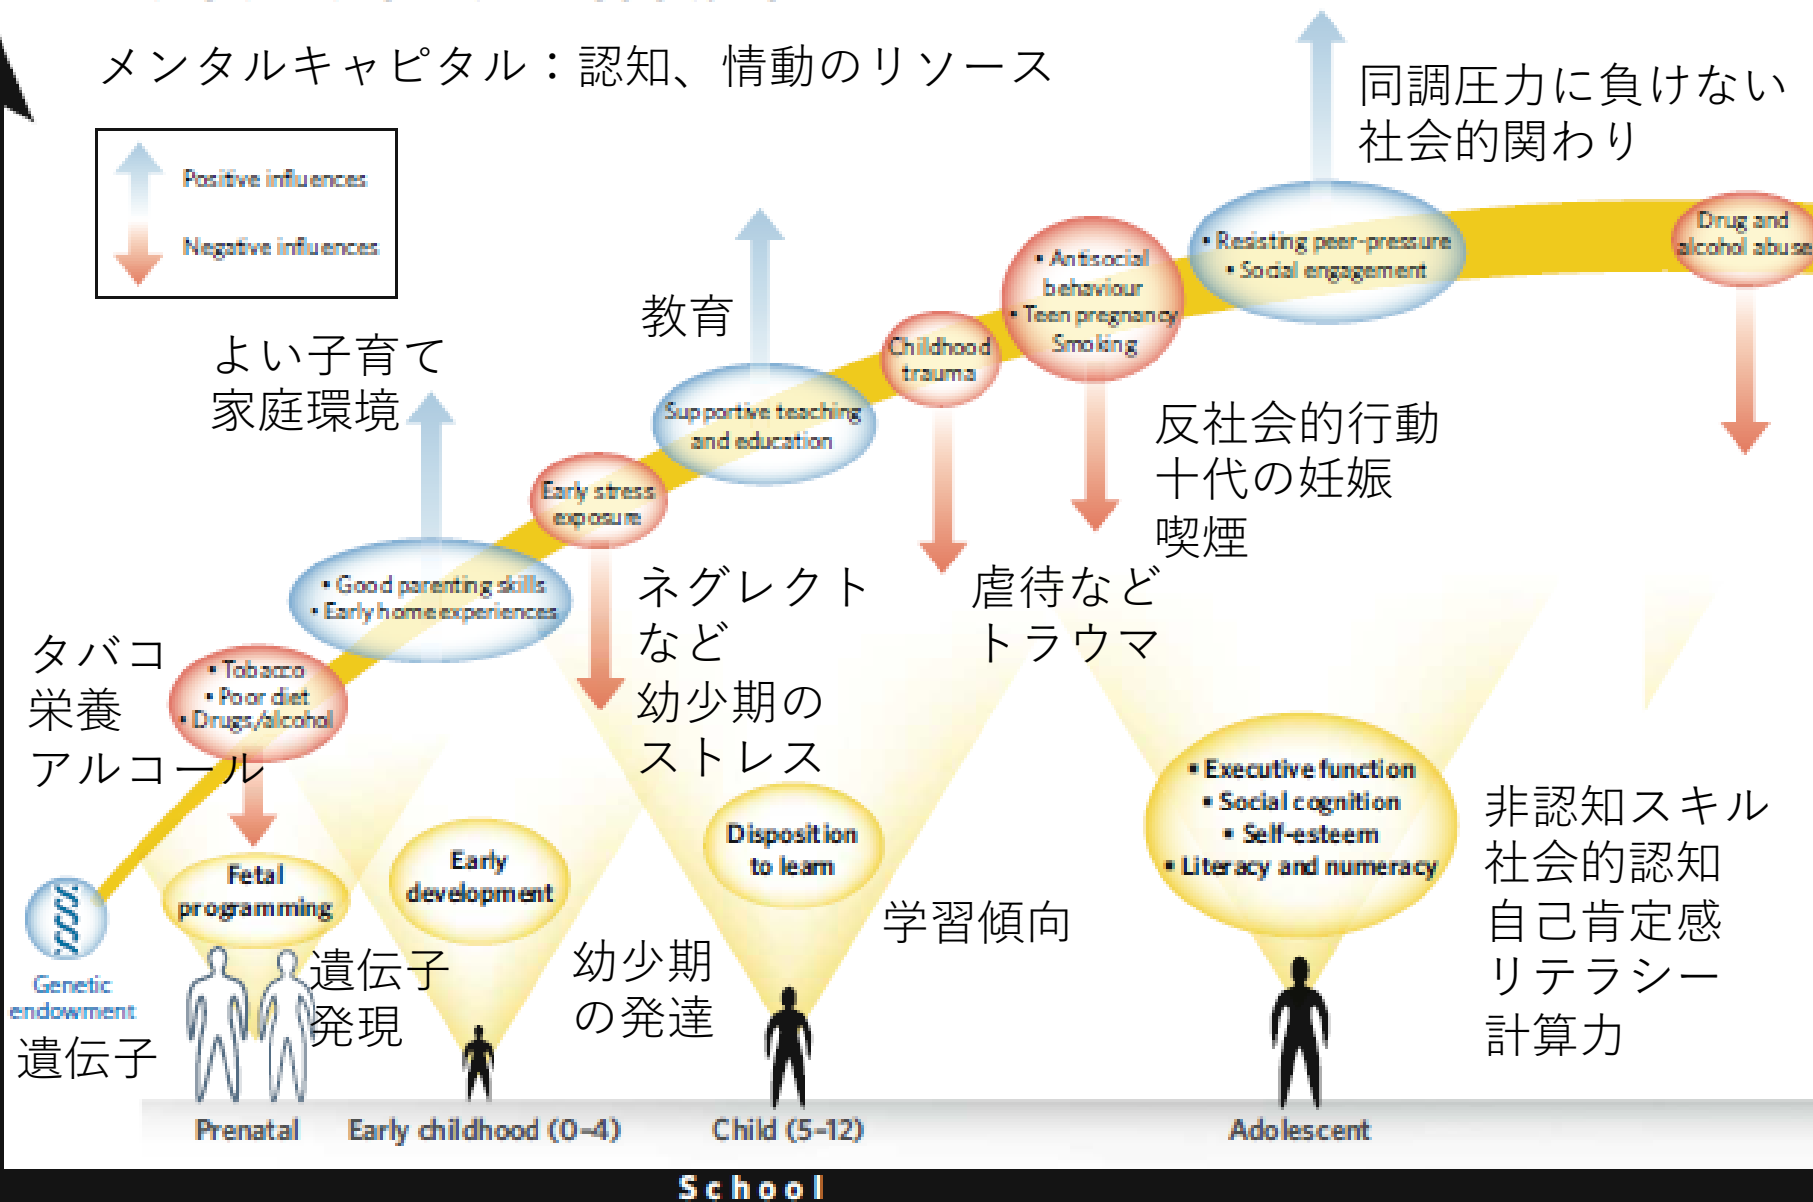 メンタルキャピタル：認知、情動のリソース
Positive influences
Negative influences
同調圧力に負けない
社会的関わり
• Resisting peer-pressure
• Social engagement
Drug and
alcohol abuse
• Antisocial
behaviour
• Teen pregnancy
Smoking
反社会的行動
十代の妊娠
喫煙
教育
Supportive teaching
and education
Childhood
trauma
虐待など
トラウマ
よい子育て
家庭環境
• Good parenting skills
• Early home experiences
Early stress
exposure
ネグレクト
など
幼少期の
ストレス
タバコ
栄養
アルコール
• Tobacco
• Poor diet
• Drugs/alcohol
Genetic
endowment
遺伝子
Fetal
programming
遺伝子
発現
Early
development
幼少期
の発達
Disposition
to learn
学習傾向
• Executive function
• Social cognition
• Self-esteem
• Literacy and numeracy
非認知スキル
社会的認知
自己肯定感
リテラシー
計算力
Prenatal
Early childhood (0–4)
Child (5–12)
Adolescent
School